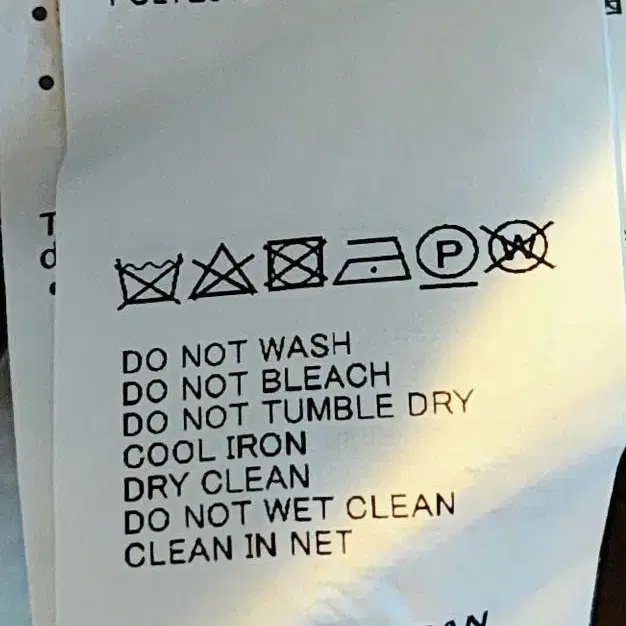 P W
DO NOT WASH
DO NOT BLEACH
DO NOT TUMBLE DRY
COOL IRON
DRY CLEAN
DO NOT WET CLEAN
CLEAN IN NET